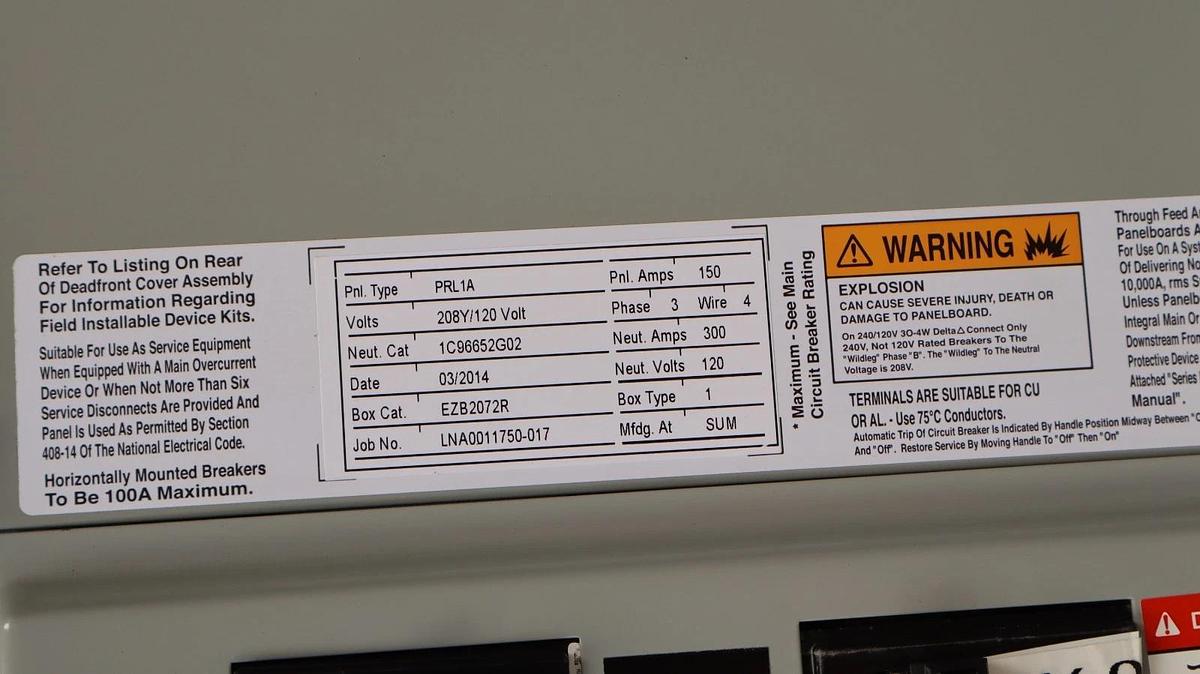 Refer To Listing On Rear
Of Deadfront Cover Assembly
For Information Regarding
Field Installable Device Kits.
Suitable For Use As Service Equipment
When Equipped With A Main Overcurrent
Device Or When Not More Than Six
Service Disconnects Are Provided And
Panel Is Used As Permitted By Section
408-14 Of The National Electrical Code.
Horizontally Mounted Breakers
To Be 100A Maximum.
Pnl. Type PRL1A Pnl. Amps 150
Volts 208Y/120 Volt Phase 3 Wire 4
Neut. Cat 1C96652G02 Neut. Amps 300
Date 03/2014 Neut. Volts 120
Box Cat. EZB2072R Box Type 1
Job No. LNA0011750-017 Mfdg. At SUM
* Maximum - See Main
Circuit Breaker Rating
WARNING
EXPLOSION
CAN CAUSE SEVERE INJURY, DEATH OR
DAMAGE TO PANELBOARD.
On 240/120V 3O-4W Delta△ Connect Only
240V, Not 120V Rated Breakers To The
"Wildleg" Phase "B". The "Wildleg" To The Neutral
Voltage is 208V.
TERMINALS ARE SUITABLE FOR CU
OR AL. - Use 75°C Conductors.
Automatic Trip Of Circuit Breaker Is Indicated By Handle Position Midway Between
And "Off". Restore Service By Moving Handle To "Off" Then "On"
Through Feed
Panelboards
For Use On A
Of Delivering
10,000A, rms
Unless
Integral Main Or
Downstream From
Protective Device
Attached "Series
Manual".